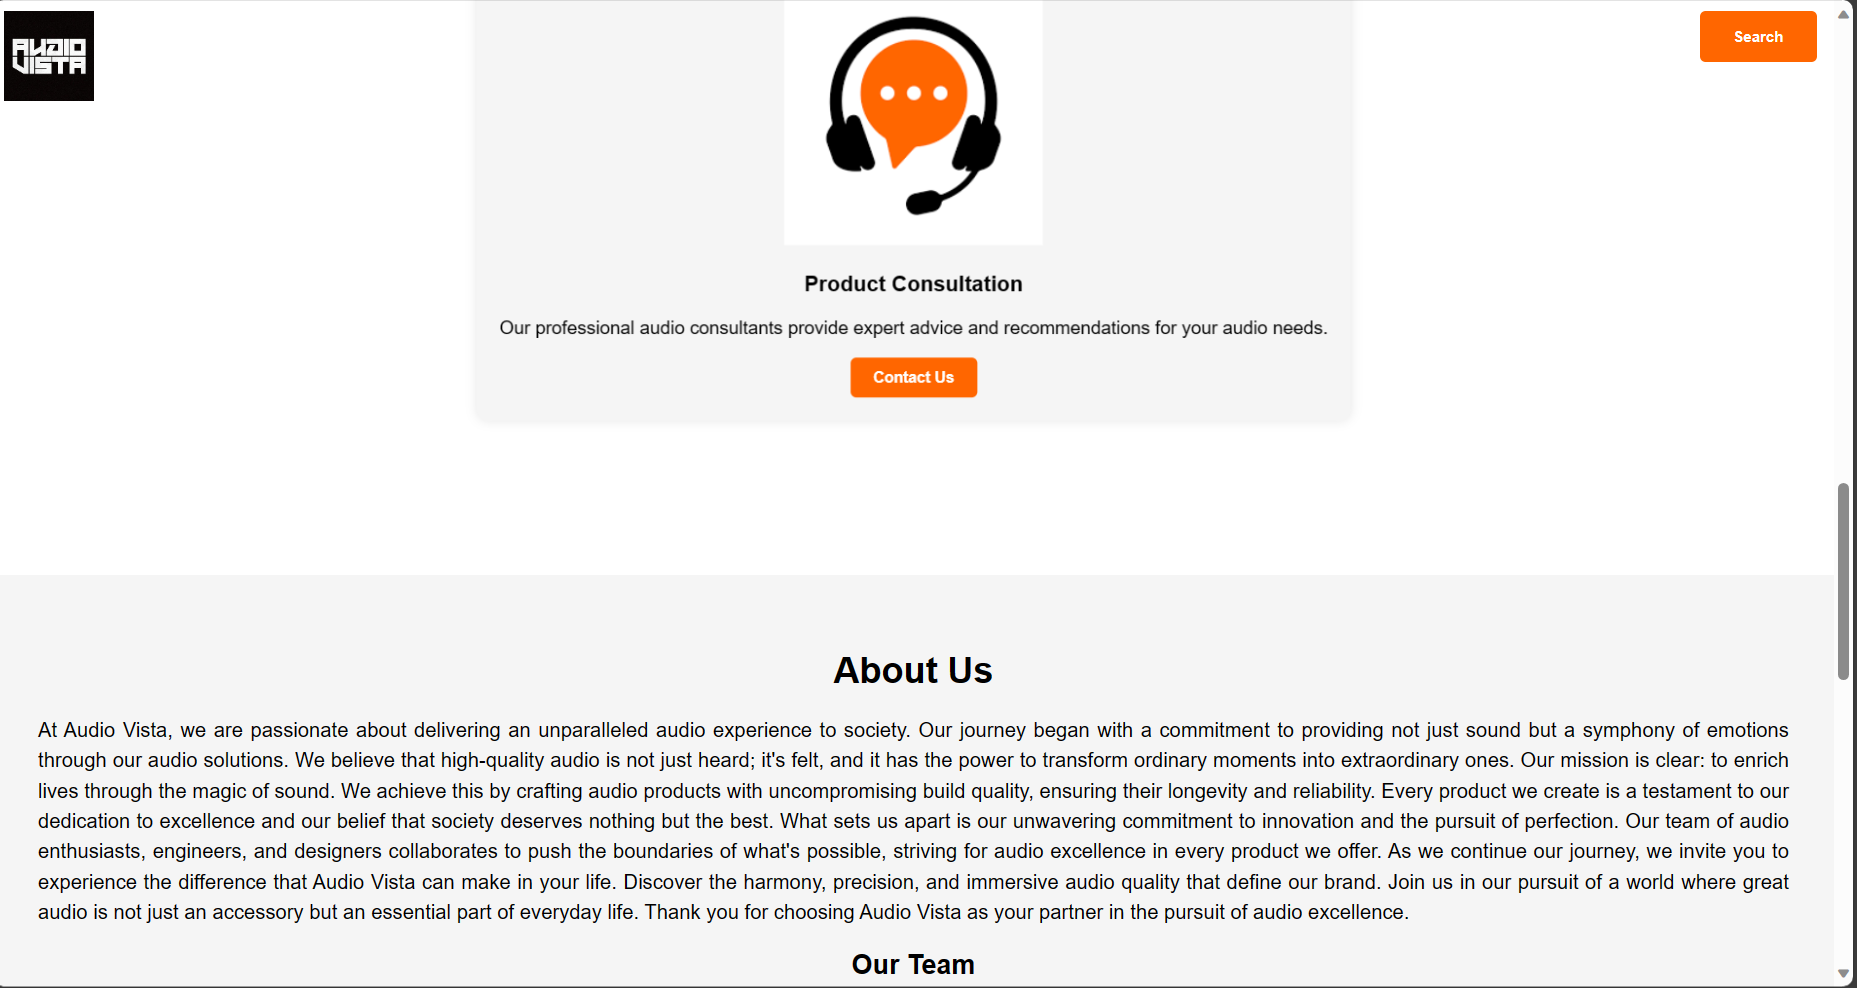 AUDIO
VISTA
Search
Product Consultation
Our professional audio consultants provide expert advice and recommendations for your audio needs.
Contact Us
About Us
At Audio Vista, we are passionate about delivering an unparalleled audio experience to society. Our journey began with a commitment to providing not just sound but a symphony of emotions
through our audio solutions. We believe that high-quality audio is not just heard; it's felt, and it has the power to transform ordinary moments into extraordinary ones. Our mission is clear: to enrich
lives through the magic of sound. We achieve this by crafting audio products with uncompromising build quality, ensuring their longevity and reliability. Every product we create is a testament to our
dedication to excellence and our belief that society deserves nothing but the best. What sets us apart is our unwavering commitment to innovation and the pursuit of perfection. Our team of audio
enthusiasts, engineers, and designers collaborates to push the boundaries of what's possible, striving for audio excellence in every product we offer. As we continue our journey, we invite you to
experience the difference that Audio Vista can make in your life. Discover the harmony, precision, and immersive audio quality that define our brand. Join us in our pursuit of a world where great
audio is not just an accessory but an essential part of everyday life. Thank you for choosing Audio Vista as your partner in the pursuit of audio excellence.
Our Team